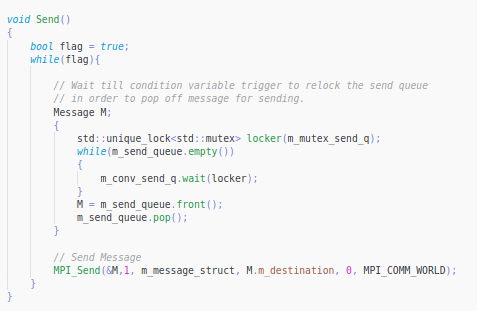 void Send()
{
    bool flag = true;
    while(flag){

        // Wait till condition variable trigger to relock the send queue
        // in order to pop off message for sending.
        Message M;
        {
            std::unique_lock<std::mutex> locker(m_mutex_send_q);
            while(m_send_queue.empty())
            {
                m_conv_send_q.wait(locker);
            }
            M = m_send_queue.front();
            m_send_queue.pop();
        }

        // Send Message
        MPI_Send(&M,1, m_message_struct, M.m_destination, 0, MPI_COMM_WORLD);
    }
}